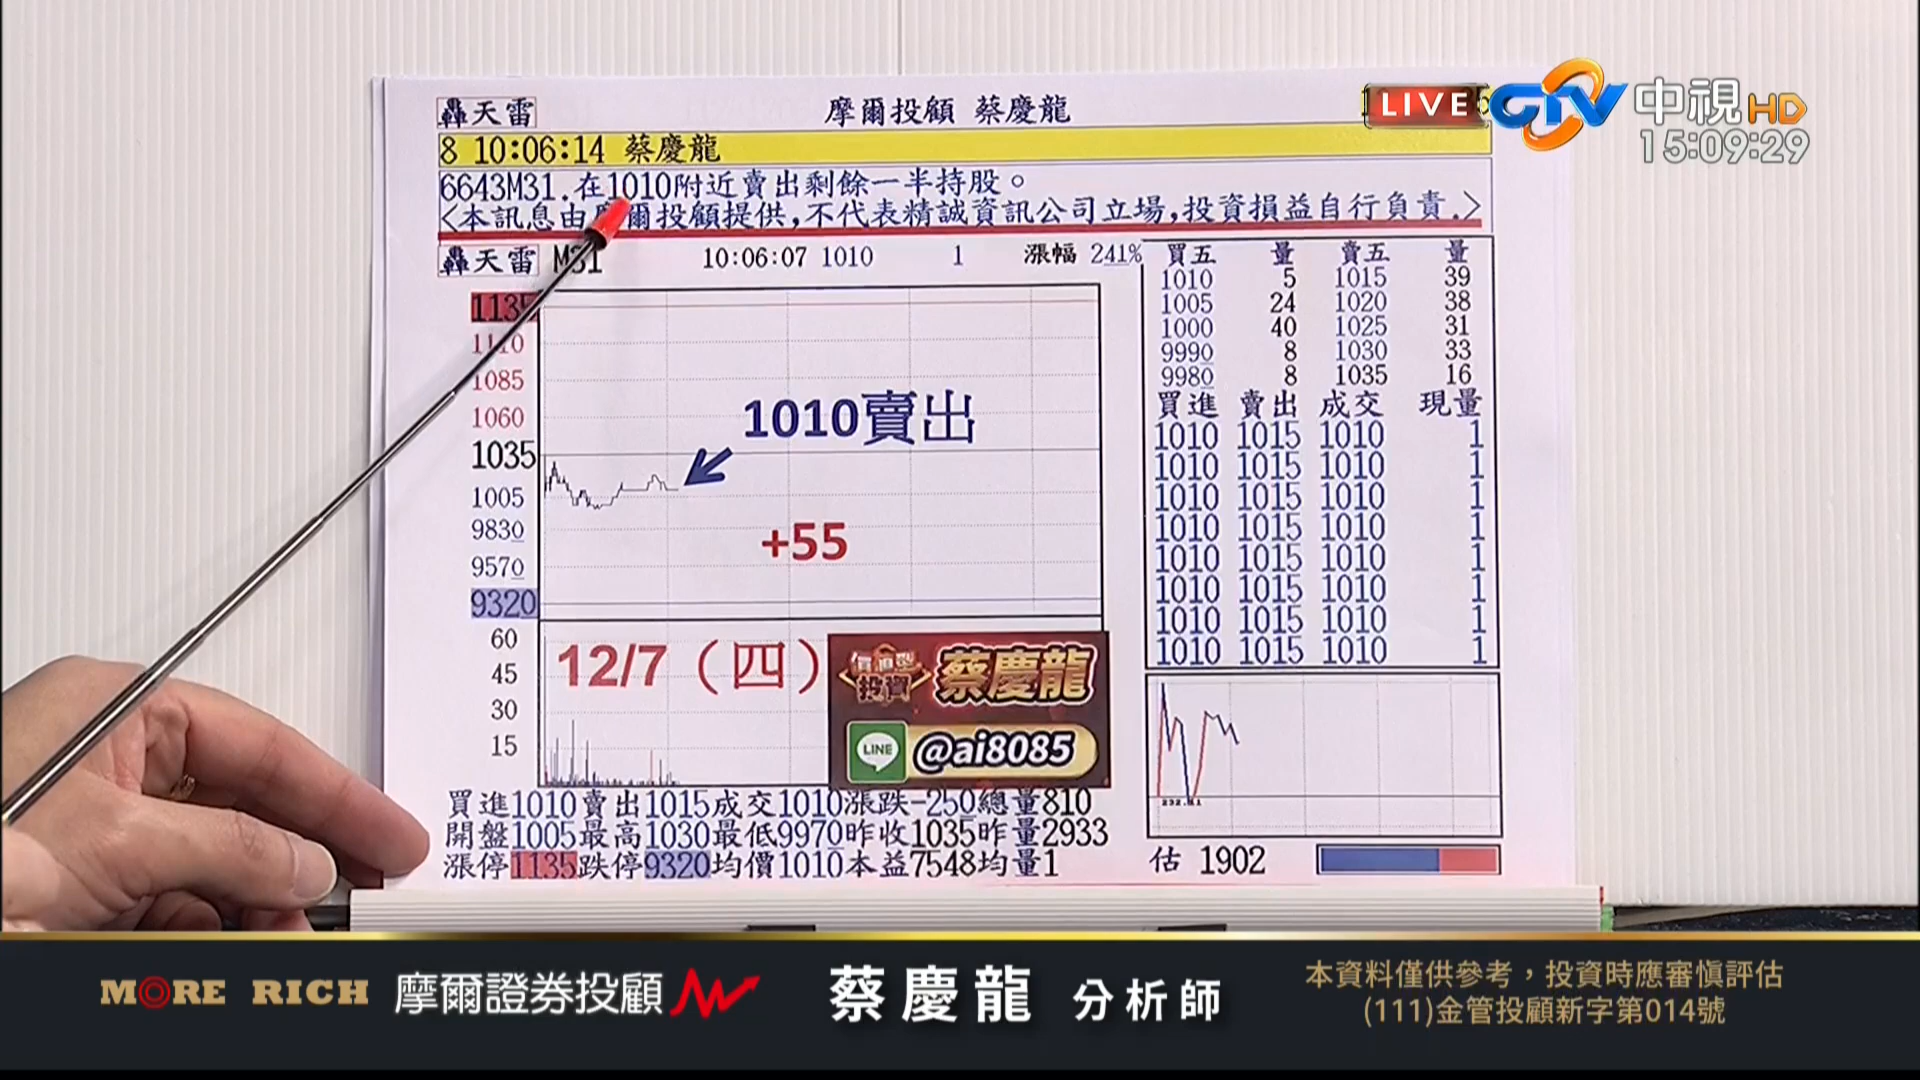 轟天雷 摩爾投顧 蔡慶龍
LIVE CTV 中視HD
15:09:29
8 10:06:14 蔡慶龍
6643M31.在1010附近賣出剩餘一半持股。
<本訊息由摩爾投顧提供,不代表精誠資訊公司立場,投資損益自行負責.>
轟天雷 M31 10:06:07 1010 1 漲幅 241%
買五 量 賣五 量
1010 5 1015 39
1005 24 1020 38
1000 40 1025 31
9990 8 1030 33
9980 8 1035 16
買進 賣出 成交 現量
1010 1015 1010 1
1010 1015 1010 1
1010 1015 1010 1
1010 1015 1010 1
1010 1015 1010 1
1010 1015 1010 1
1010 1015 1010 1
1010 1015 1010 1
1135
1110
1085
1060
1035
1005
9830
9570
9320
1010賣出
+55
60
45
30
15
12/7（四）
投資 蔡慶龍
LINE @ai8085
買進1010賣出1015成交1010漲跌-250總量810
開盤1005最高1030最低9970昨收1035昨量2933
漲停1135跌停9320均價1010本益7548均量1
估 1902
MORE RICH 摩爾證券投顧
蔡慶龍 分析師
本資料僅供參考，投資時應審慎評估
(111)金管投顧新字第014號